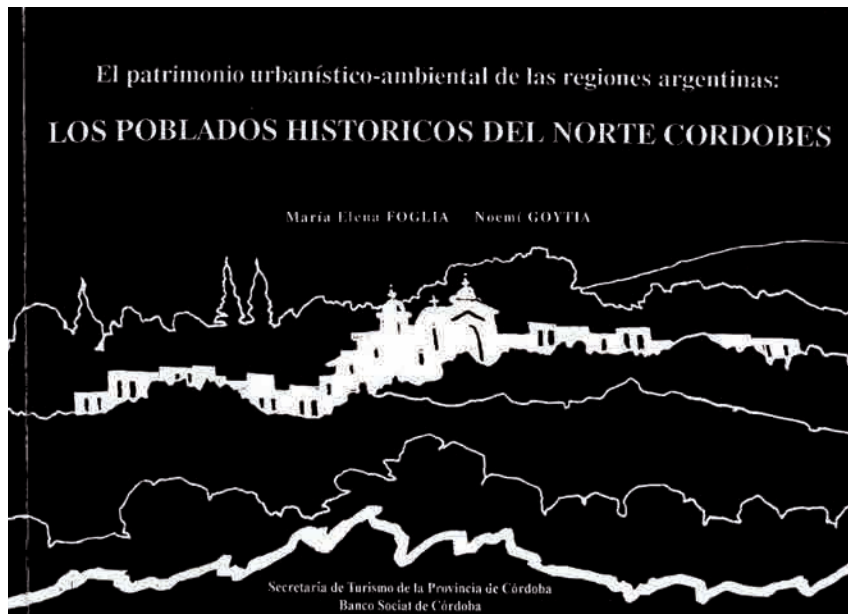 El patrimonio urbanístico-ambiental de las regiones argentinas:
LOS POBLADOS HISTORICOS DEL NORTE CORDOBES
María Elena FOGLIA Noemí GOYTIA
Secretaria de Turismo de la Provincia de Córdoba
Banco Social de Córdoba